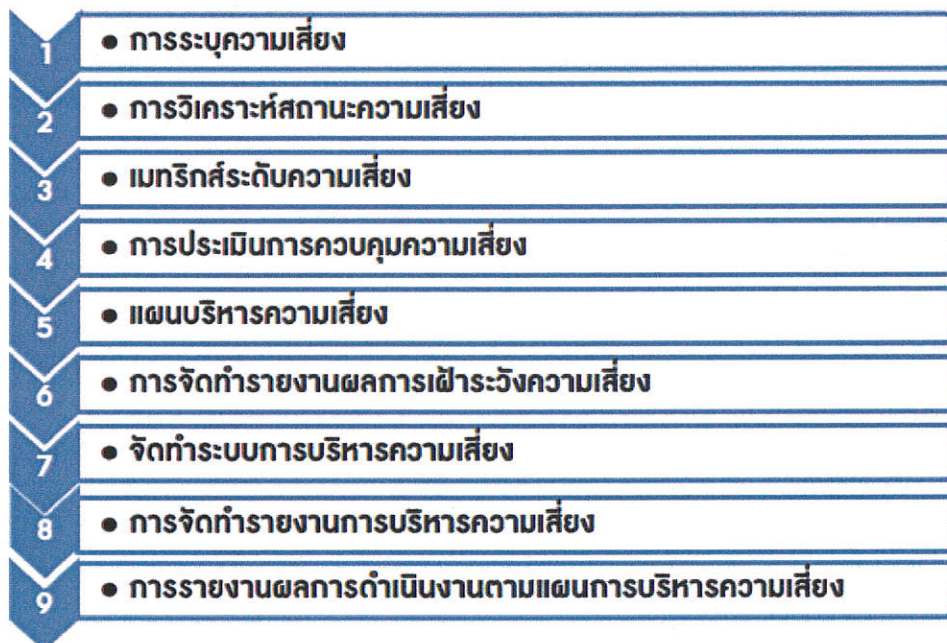 1 • การระบุความเสี่ยง
2 • การวิเคราะห์สถานะความเสี่ยง
3 • เมทริกส์ระดับความเสี่ยง
4 • การประเมินการควบคุมความเสี่ยง
5 • แผนบริหารความเสี่ยง
6 • การจัดทำรายงานผลการเฝ้าระวังความเสี่ยง
7 • จัดทำระบบการบริหารความเสี่ยง
8 • การจัดทำรายงานการบริหารความเสี่ยง
9 • การรายงานผลการดำเนินงานตามแผนการบริหารความเสี่ยง